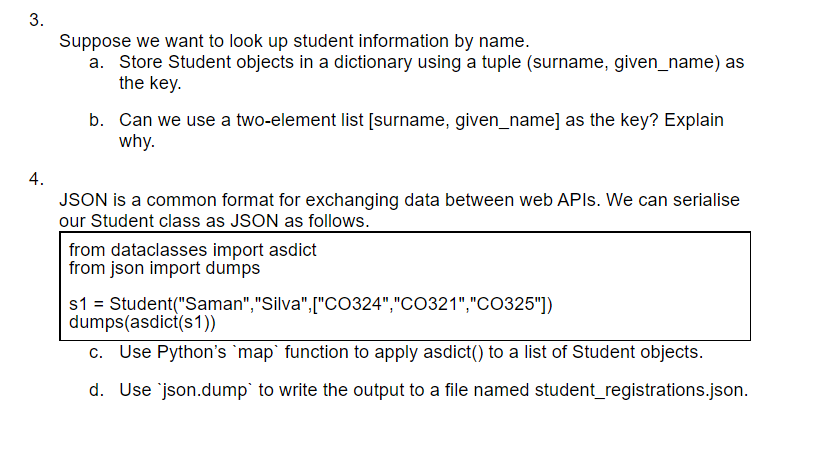 3.
Suppose we want to look up student information by name.
a. Store Student objects in a dictionary using a tuple (surname, given_name) as
the key.
b. Can we use a two-element list [surname, given_name] as the key? Explain
why.
4.
JSON is a common format for exchanging data between web APIs. We can serialise
our Student class as JSON as follows.
from dataclasses import asdict
from json import dumps
s1 = Student("Saman","Silva",["CO324","CO321","CO325"])
dumps(asdict(s1))
c. Use Python’s `map` function to apply asdict() to a list of Student objects.
d. Use `json.dump` to write the output to a file named student_registrations.json.